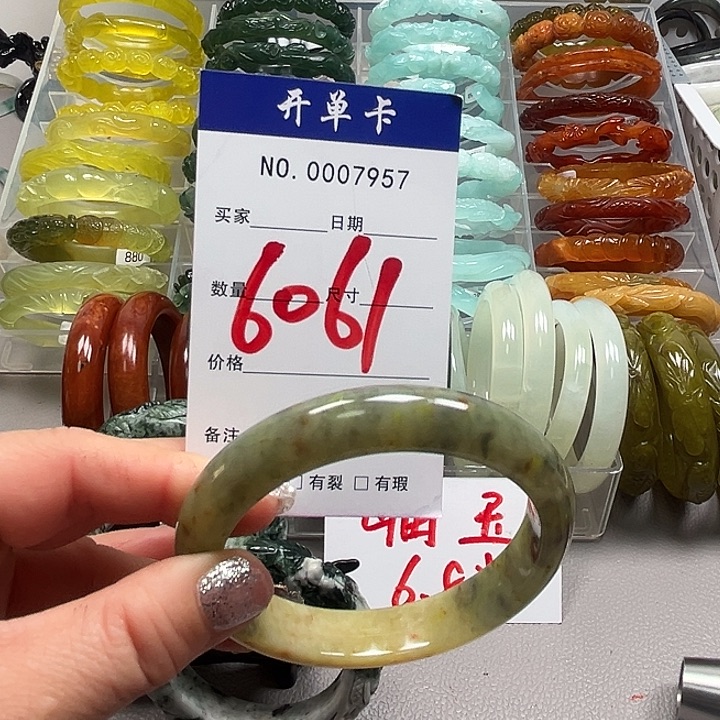 开单卡
NO. 0007957
买家 日期
6061
数量 尺寸
价格
备注
有裂 □ 有瑕
880
玉